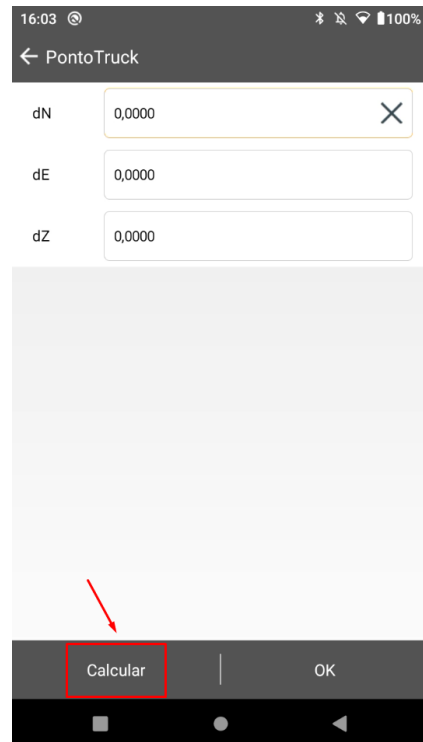 16:03 100%
PontoTruck
dN 0,0000
dE 0,0000
dZ 0,0000
Calcular OK